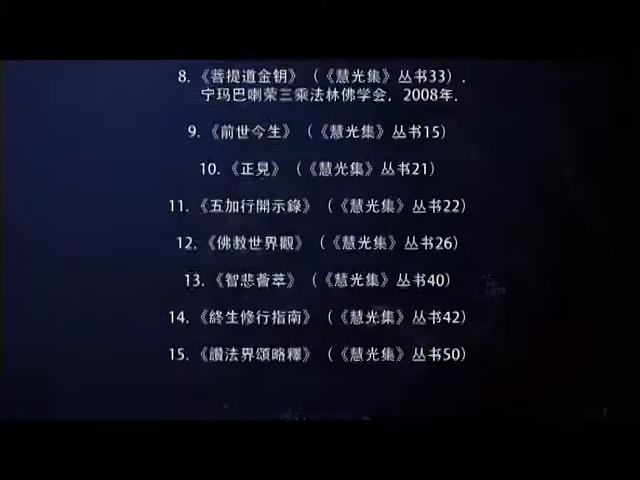 8. 《菩提道金钥》（《慧光集》丛书33）.
宁玛巴喇荣三乘法林佛学会，2008年.
9. 《前世今生》（《慧光集》丛书15）
10. 《正見》（《慧光集》丛书21）
11. 《五加行開示錄》（《慧光集》丛书22）
12. 《佛教世界觀》（《慧光集》丛书26）
13. 《智悲薈萃》（《慧光集》丛书40）
14. 《終生修行指南》（《慧光集》丛书42）
15. 《讚法界頌略釋》（《慧光集》丛书50）